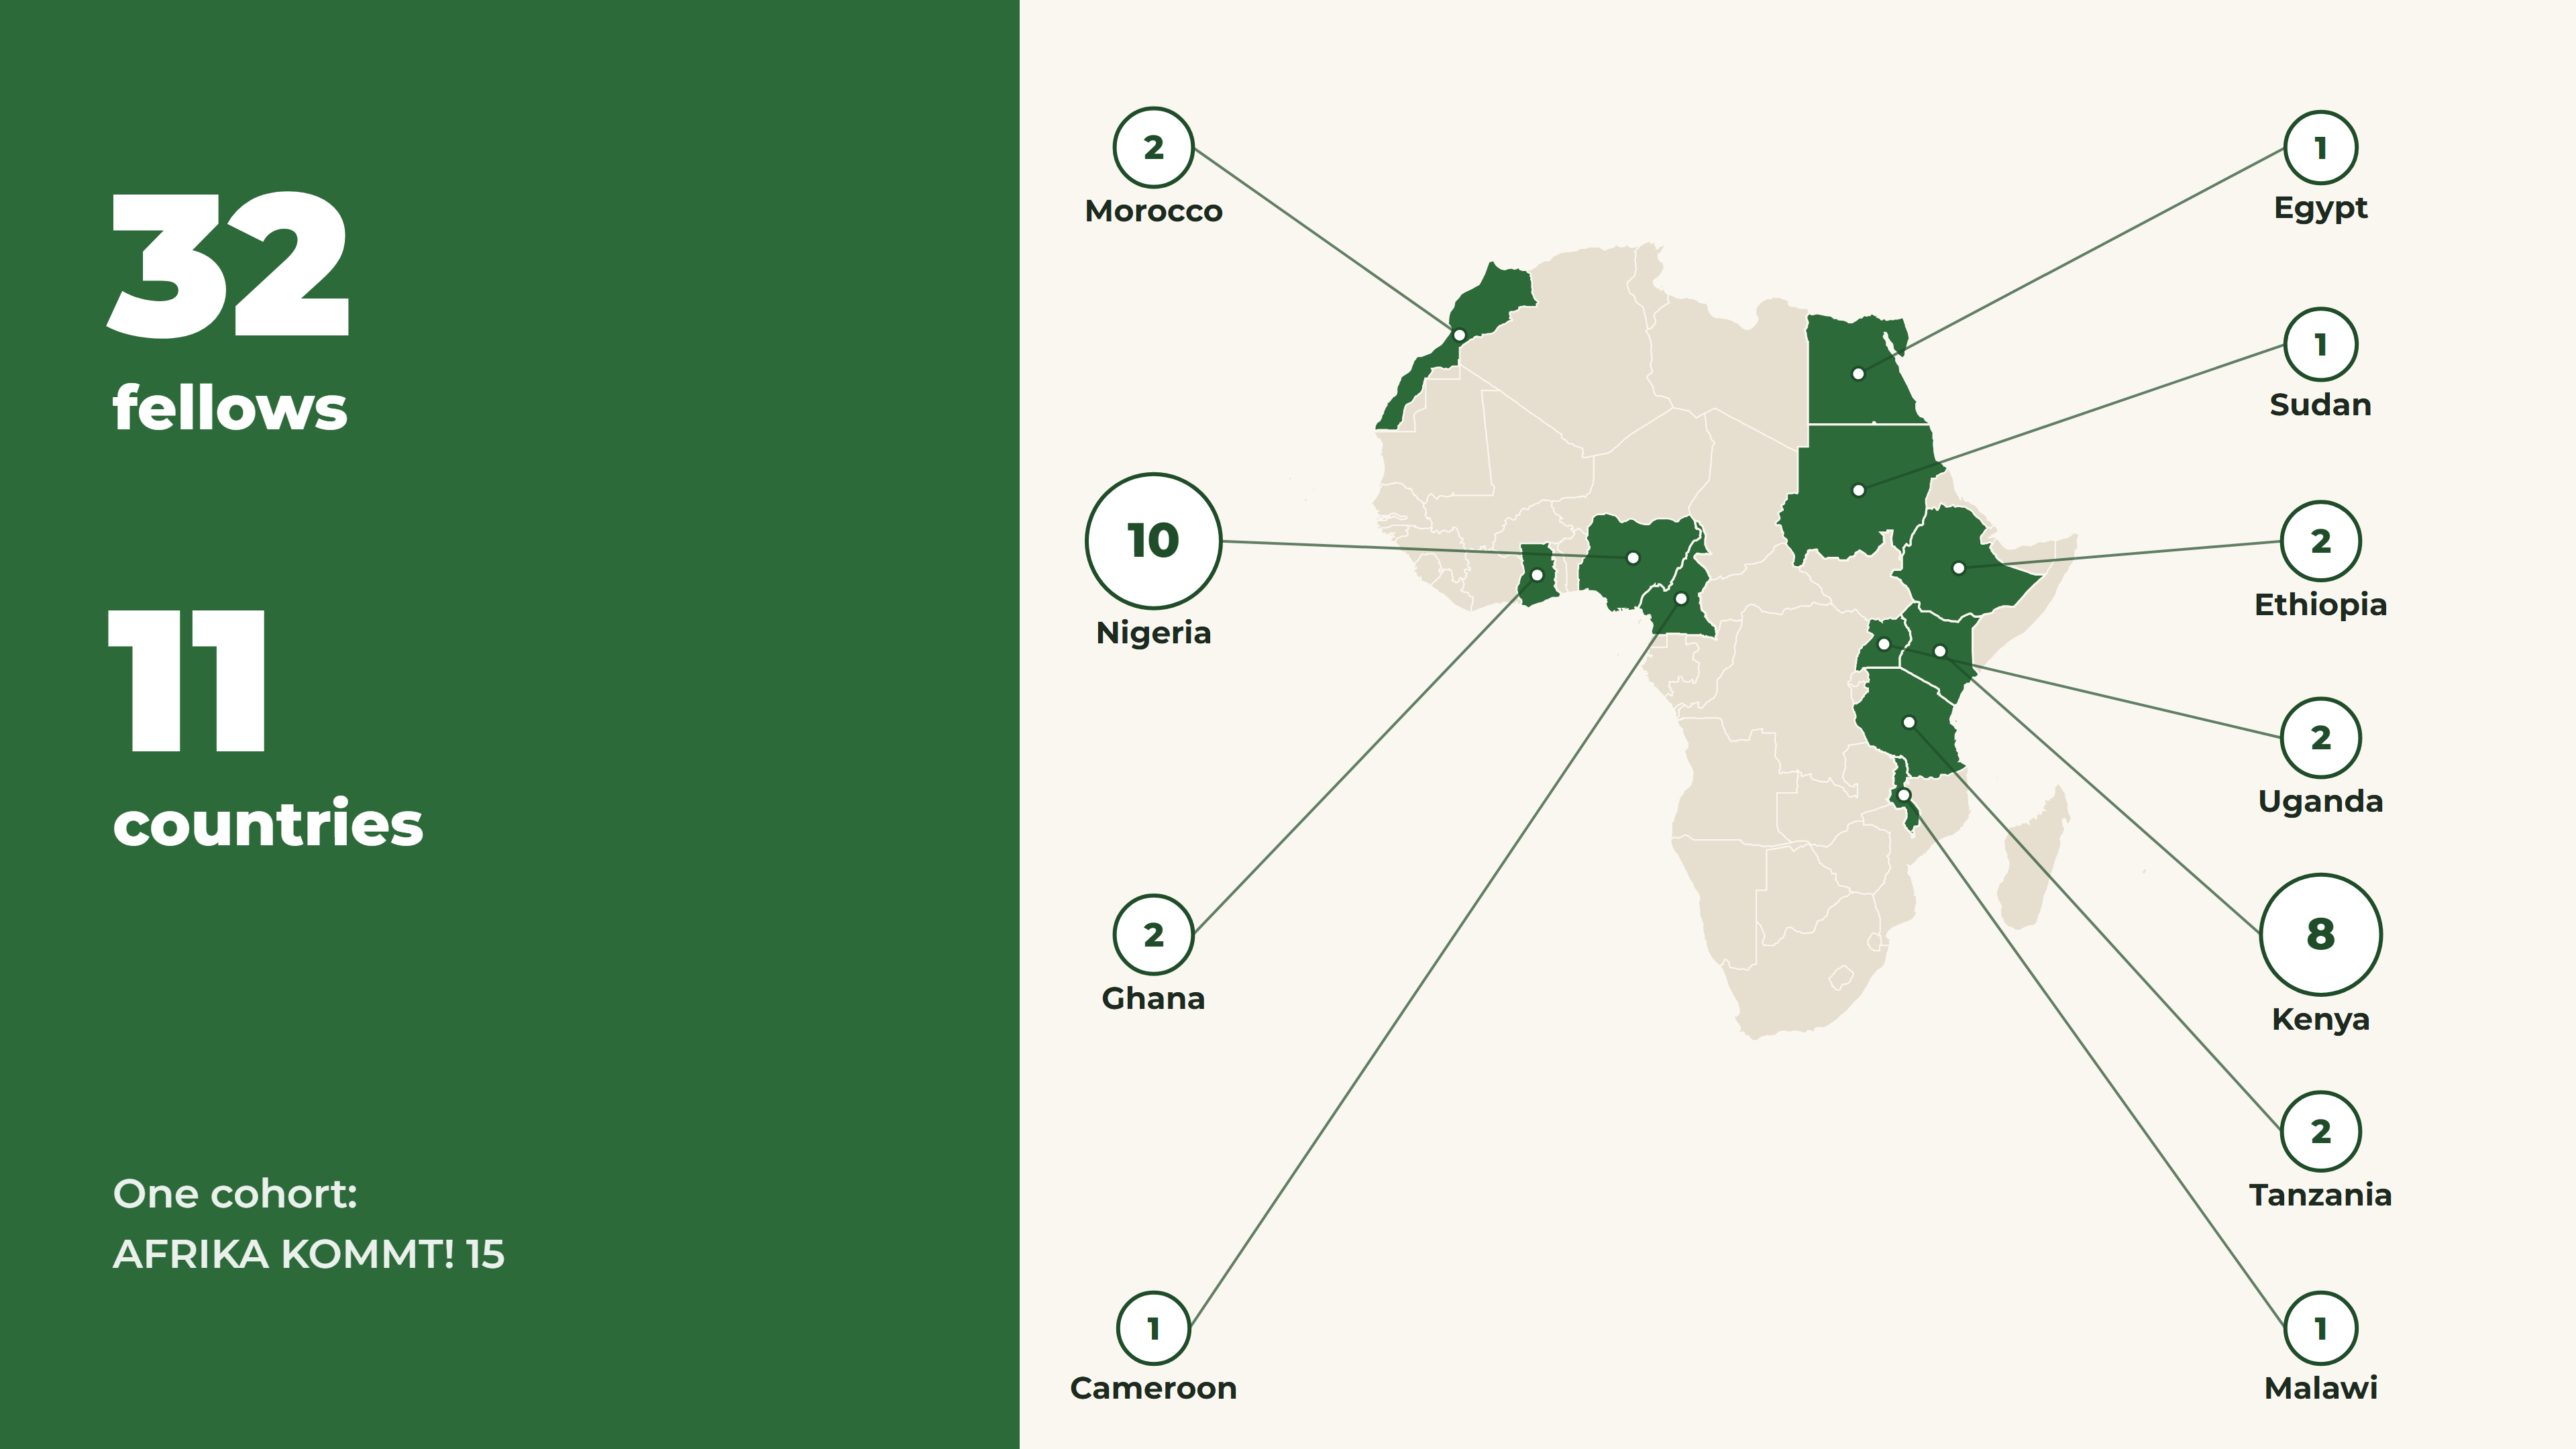 32
fellows
11
countries
One cohort:
AFRIKA KOMMT! 15
2
Morocco
10
Nigeria
2
Ghana
1
Cameroon
1
Egypt
1
Sudan
2
Ethiopia
2
Uganda
8
Kenya
2
Tanzania
1
Malawi